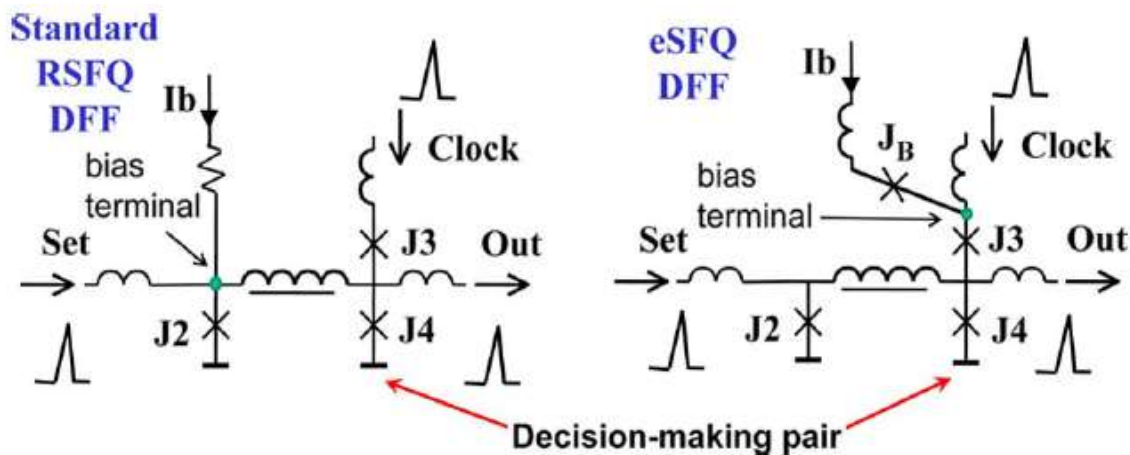 Standard
RSFQ
DFF
Ib
bias
terminal
Clock
Set
J3
Out
J2
J4
eSFQ
DFF
Ib
JB
Clock
bias
terminal
Set
J3
Out
J2
J4
Decision-making pair